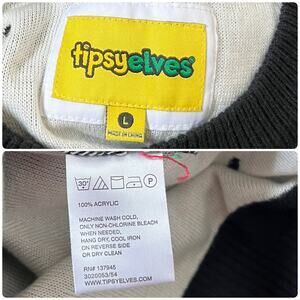 tipsyelves®
L
MADE IN CHINA
30°
P
100% ACRYLIC
MACHINE WASH COLD,
ONLY NON-CHLORINE BLEACH
WHEN NEEDED,
HANG DRY, COOL IRON
ON REVERSE SIDE
OR DRY CLEAN
RN# 137945
3020053/54
TIPSYELVES.COM